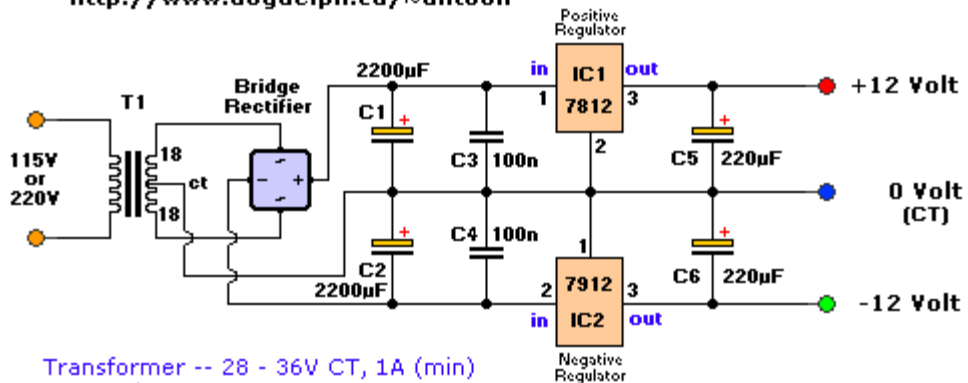 Positive
Regulator
2200µF
in
IC1
out
Bridge
Rectifier
T1
1
7812
3
+12 Volt
C1
+
+
18
2
115V
or
220V
C3
100n
C5
220µF
ct
-
+
0 Volt
(CT)
18
C4
100n
+
+
1
C2
2200µF
C6
220µF
2
7912
3
-12 Volt
in
IC2
out
Negative
Regulator
Transformer -- 28 - 36V CT, 1A (min)